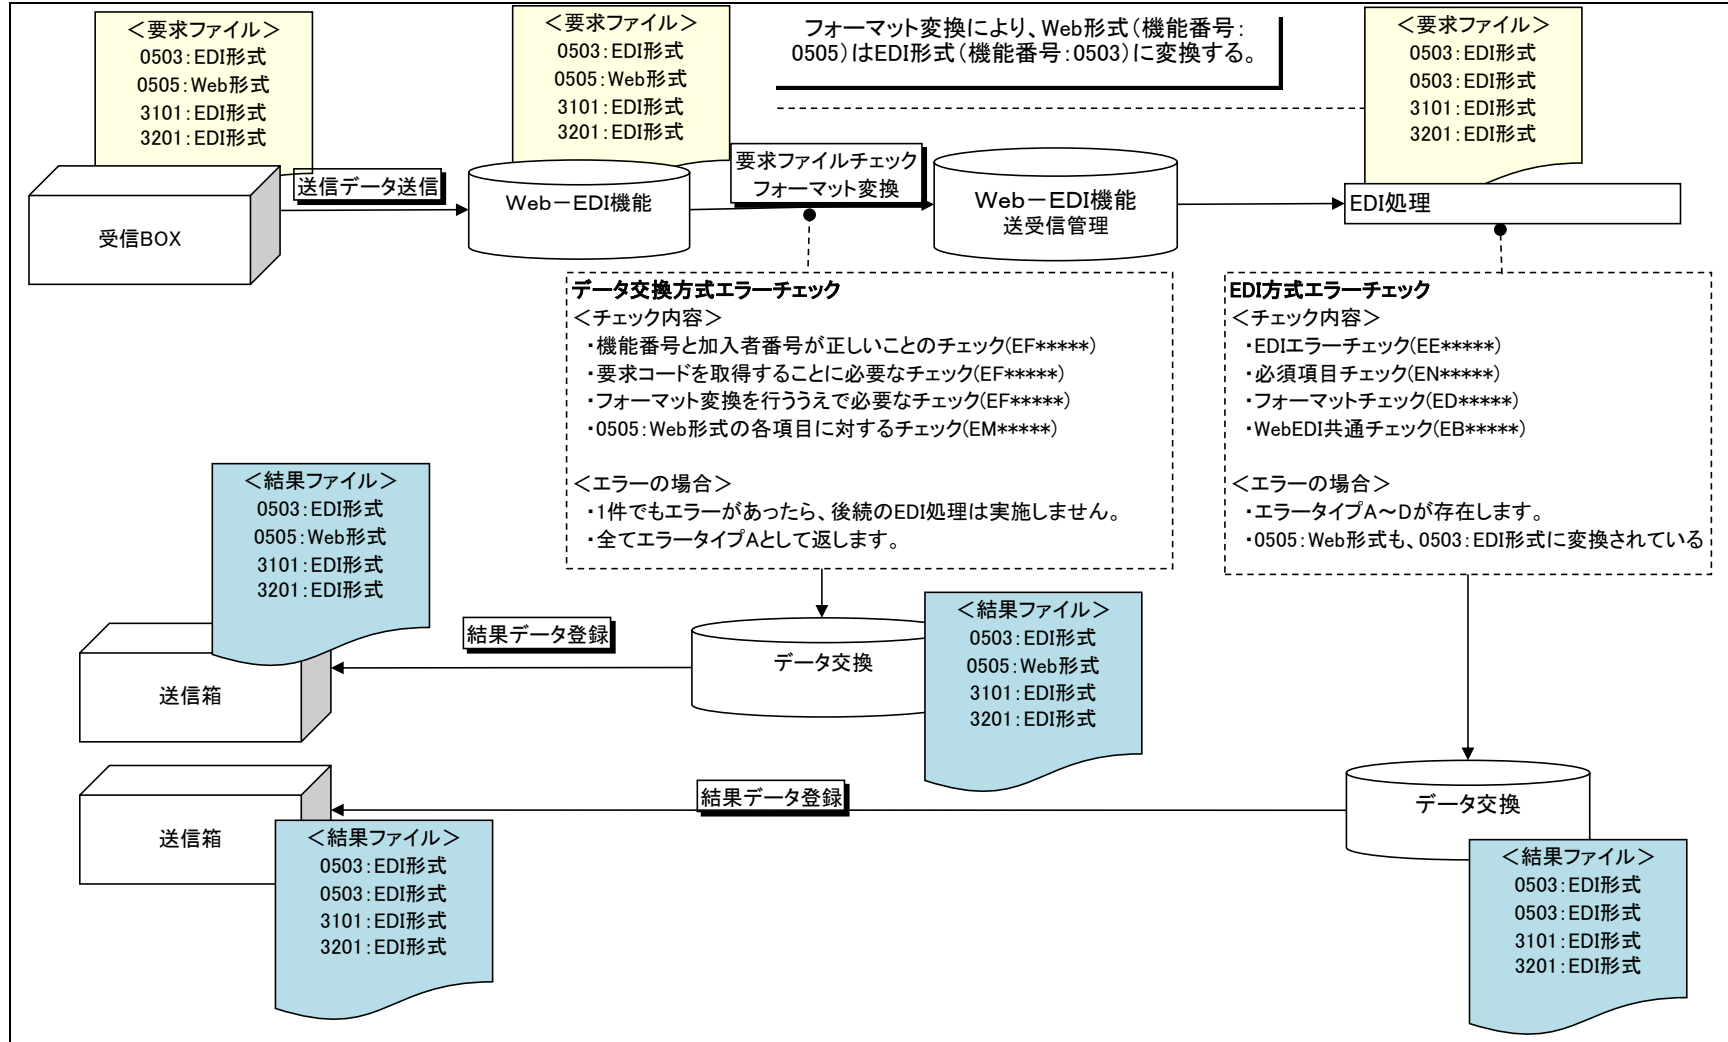 ＜要求ファイル＞
0503：EDI形式
0505：Web形式
3101：EDI形式
3201：EDI形式
＜要求ファイル＞
0503：EDI形式
0505：Web形式
3101：EDI形式
3201：EDI形式
フォーマット変換により、Web形式（機能番号：
0505）はEDI形式（機能番号：0503）に変換する。
＜要求ファイル＞
0503：EDI形式
0503：EDI形式
3101：EDI形式
3201：EDI形式
受信BOX
送信データ送信
Web－EDI機能
要求ファイルチェック
フォーマット変換
Web－EDI機能
送受信管理
EDI処理
データ交換方式エラーチェック
＜チェック内容＞
・機能番号と加入者番号が正しいことのチェック(EF*****)
・要求コードを取得することに必要なチェック(EF*****)
・フォーマット変換を行ううえで必要なチェック(EF*****)
・0505：Web形式の各項目に対するチェック(EM*****)
＜エラーの場合＞
・1件でもエラーがあったら、後続のEDI処理は実施しません。
・全てエラータイプAとして返します。
EDI方式エラーチェック
＜チェック内容＞
・EDIエラーチェック(EE*****)
・必須項目チェック(EN*****)
・フォーマットチェック(ED*****)
・WebEDI共通チェック(EB*****)
＜エラーの場合＞
・エラータイプA～Dが存在します。
・0505：Web形式も、0503：EDI形式に変換されている
＜結果ファイル＞
0503：EDI形式
0505：Web形式
3101：EDI形式
3201：EDI形式
送信箱
結果データ登録
データ交換
＜結果ファイル＞
0503：EDI形式
0505：Web形式
3101：EDI形式
3201：EDI形式
送信箱
＜結果ファイル＞
0503：EDI形式
0503：EDI形式
3101：EDI形式
3201：EDI形式
結果データ登録
データ交換
＜結果ファイル＞
0503：EDI形式
0503：EDI形式
3101：EDI形式
3201：EDI形式